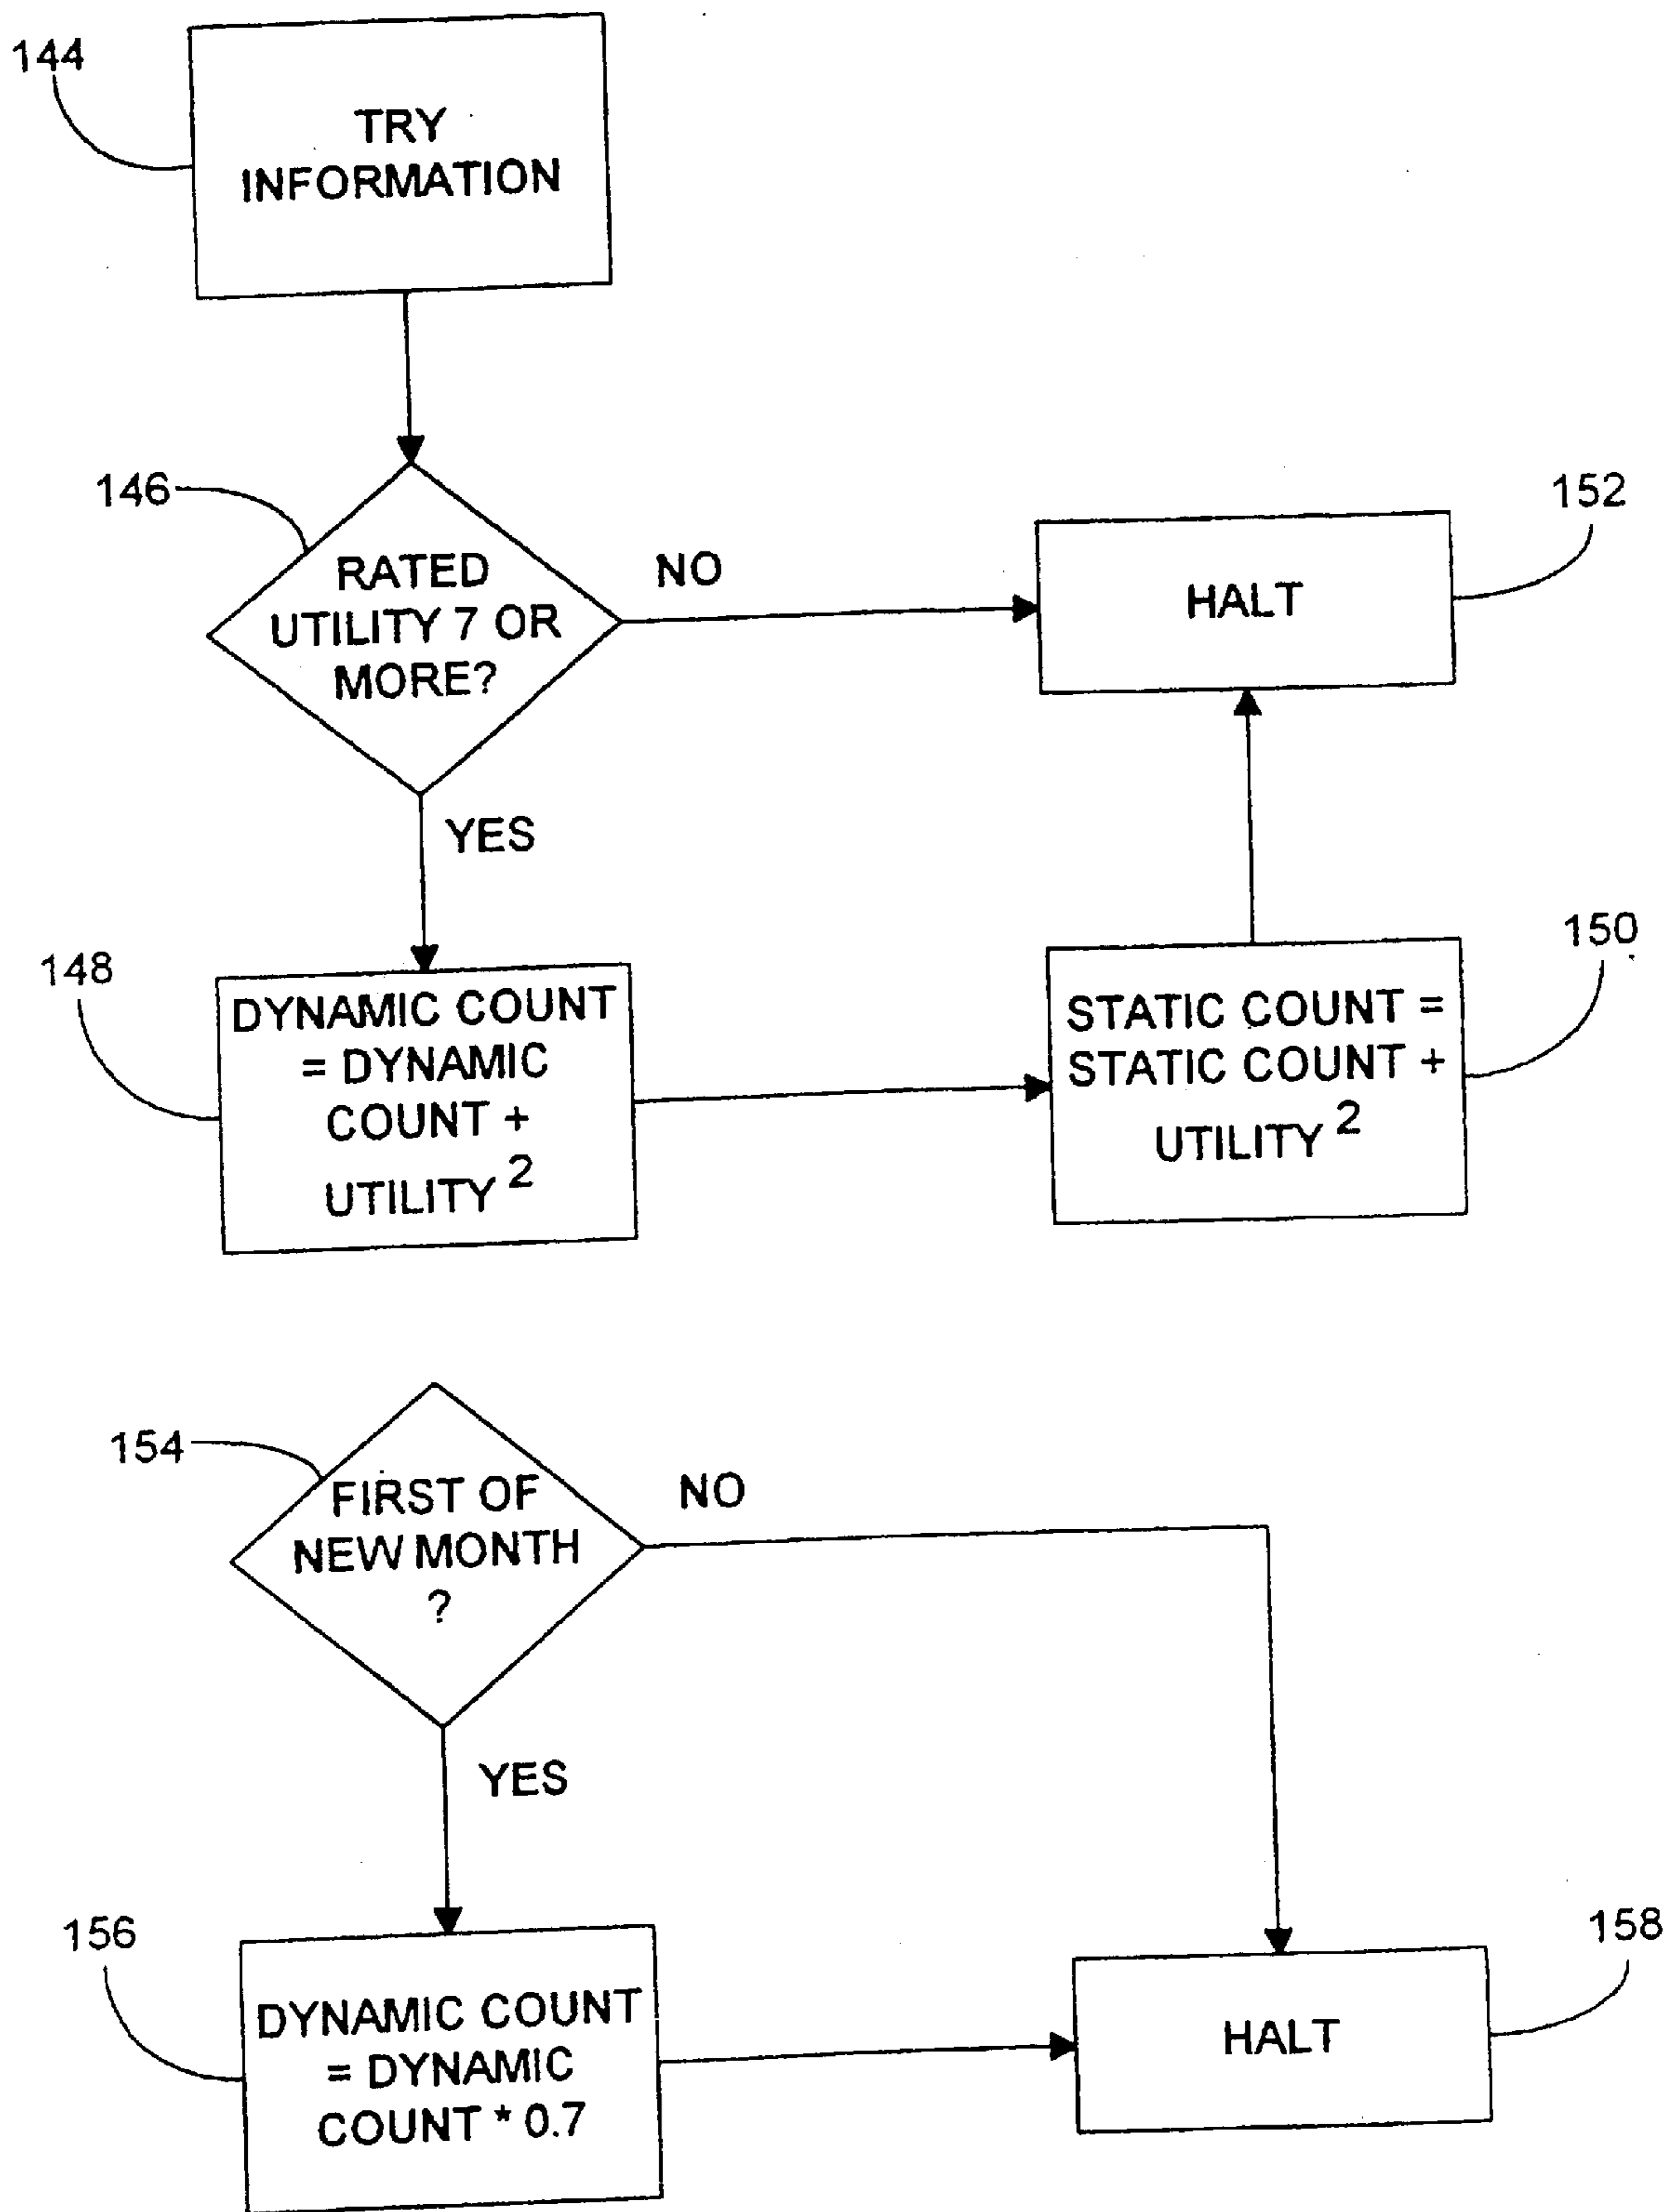 144
TRY
INFORMATION
146
RATED
UTILITY 7 OR
MORE?
NO
152
HALT
YES
148
DYNAMIC COUNT
= DYNAMIC
COUNT +
UTILITY 2
150
STATIC COUNT =
STATIC COUNT +
UTILITY 2
154
FIRST OF
NEW MONTH
?
NO
YES
156
DYNAMIC COUNT
= DYNAMIC
COUNT * 0.7
158
HALT